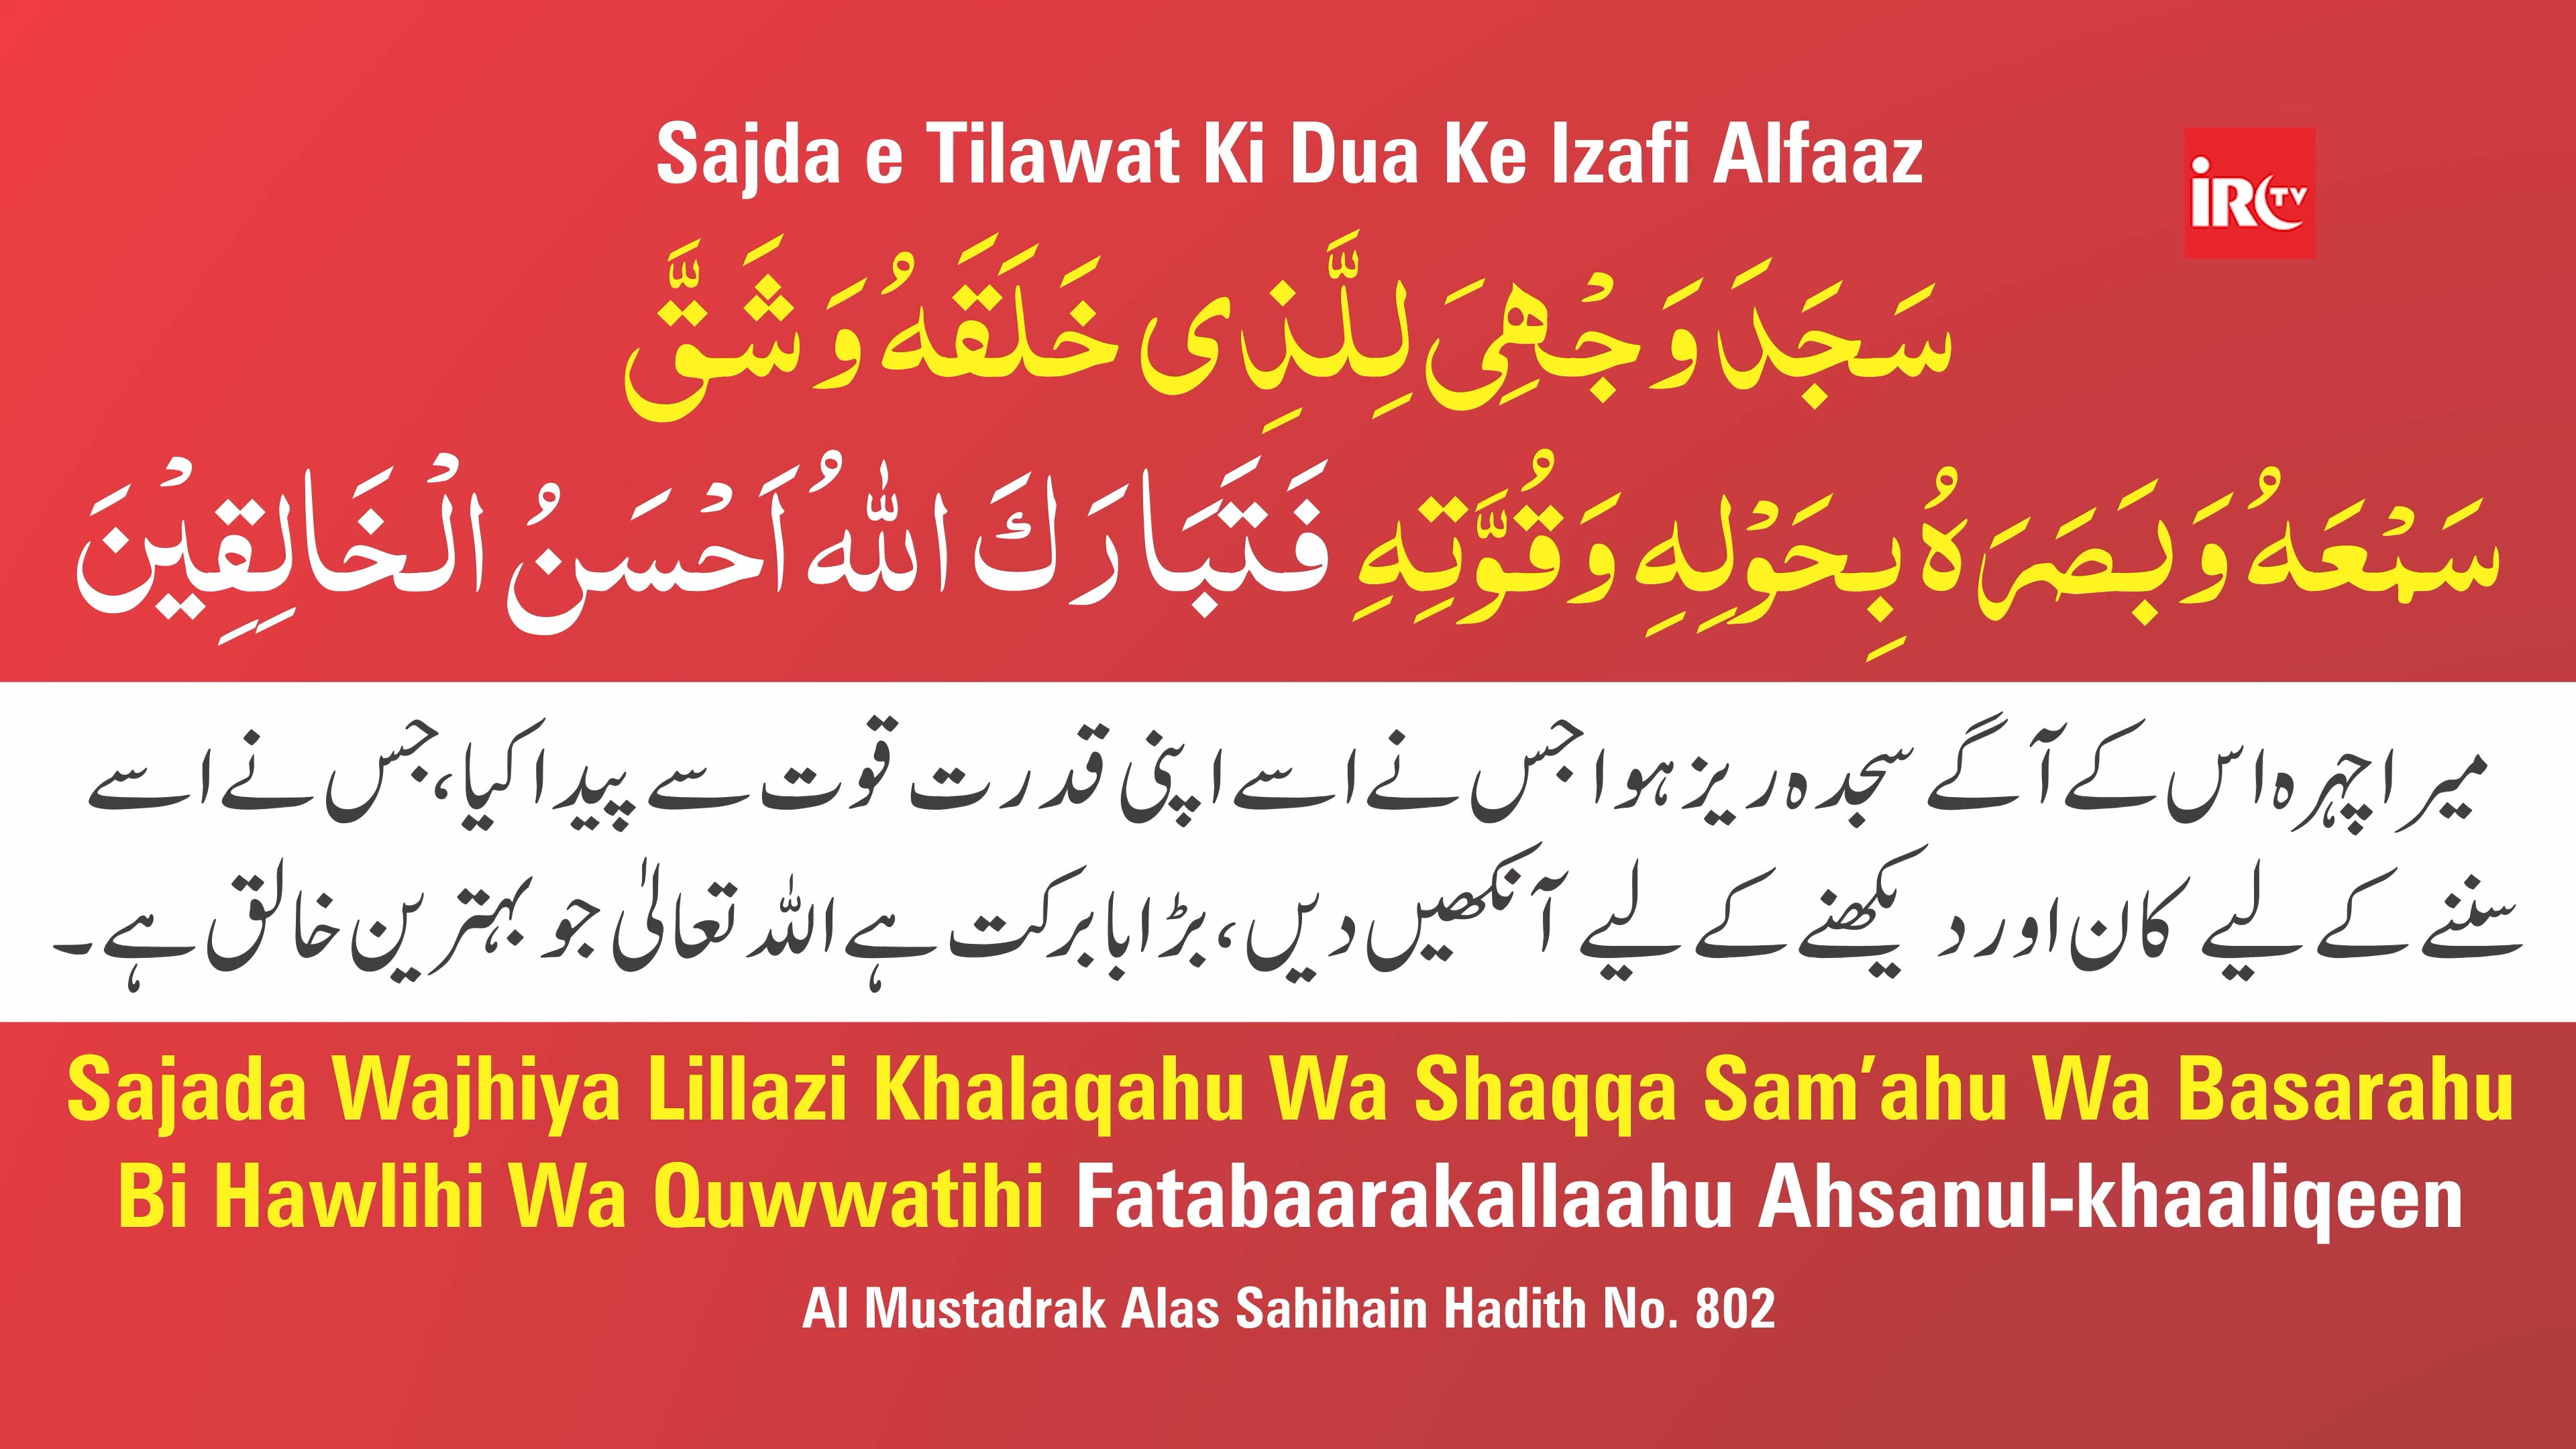 Sajda e Tilawat Ki Dua Ke Izafi Alfaaz
iRC TV
سَجَدَ وَجْهِیَ لِلَّذِی خَلَقَهُ وَشَقَّ
سَمْعَهُ وَبَصَرَهُ بِحَوْلِهِ وَقُوَّتِهِ فَتَبَارَكَ اللهُ اَحْسَنُ الْخَالِقِيْنَ
میرا چہرہ اس کے آگے سجدہ ریز ہوا جس نے اسے اپنی قدرت قوت سے پیدا کیا، جس نے اسے
سننے کے لیے کان اور دیکھنے کے لیے آنکھیں دیں، بڑا بابرکت ہے اللہ تعالیٰ جو بہترین خالق ہے۔
Sajada Wajhiya Lillazi Khalaqahu Wa Shaqqa Sam’ahu Wa Basarahu
Bi Hawlihi Wa Quwwatihi Fatabaarakallaahu Ahsanul-khaaliqeen
Al Mustadrak Alas Sahihain Hadith No. 802